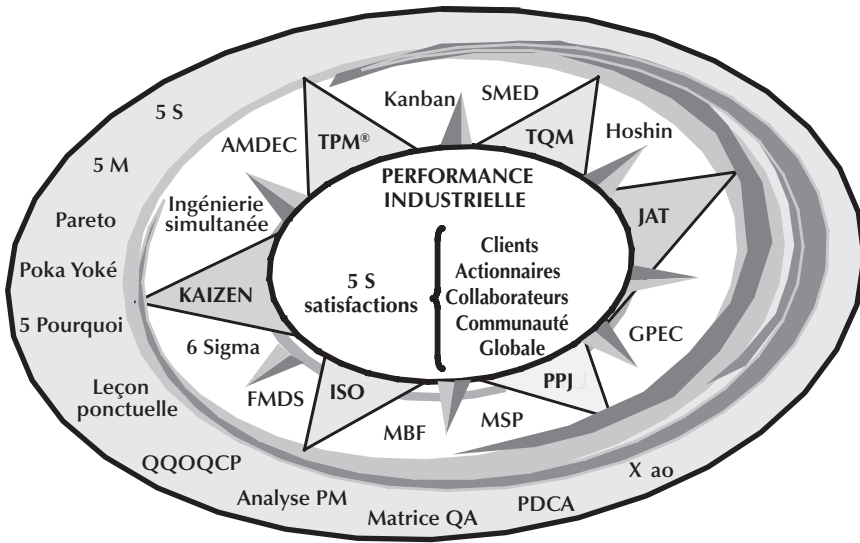 Kanban
SMED
5 S
AMDEC
TPM®
TQM
Hoshin
5 M
PERFORMANCE
INDUSTRIELLE
Pareto
Ingénierie
simultanée
JAT
Clients
Actionnaires
Collaborateurs
Communauté
Globale
5 S
satisfactions
Poka Yoké
KAIZEN
5 Pourquoi
6 Sigma
GPEC
Leçon
ponctuelle
FMDS
ISO
PPJ
MBF
MSP
QQOQCP
X ao
Analyse PM
Matrice QA
PDCA